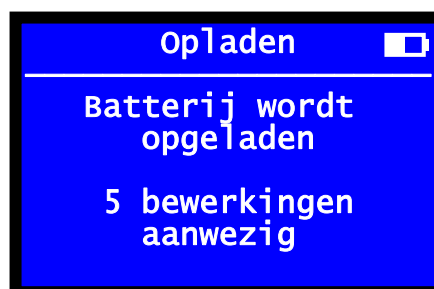 Opladen
Batterij wordt
opgeladen
5 bewerkingen
aanwezig